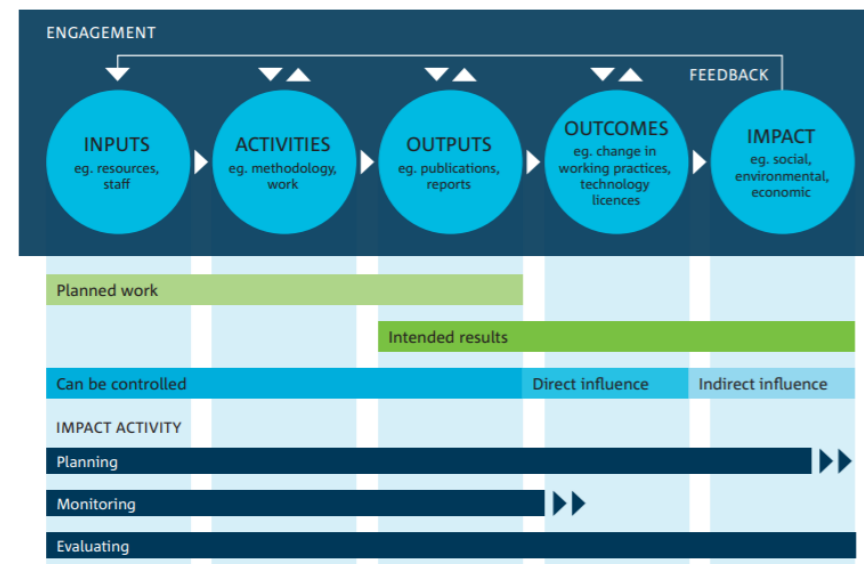 ENGAGEMENT
FEEDBACK
INPUTS
eg. resources,
staff
ACTIVITIES
eg. methodology,
work
OUTPUTS
eg. publications,
reports
OUTCOMES
eg. change in
working practices,
technology
licences
IMPACT
eg. social,
environmental,
economic
Planned work
Intended results
Can be controlled
Direct influence
Indirect influence
IMPACT ACTIVITY
Planning
Monitoring
Evaluating